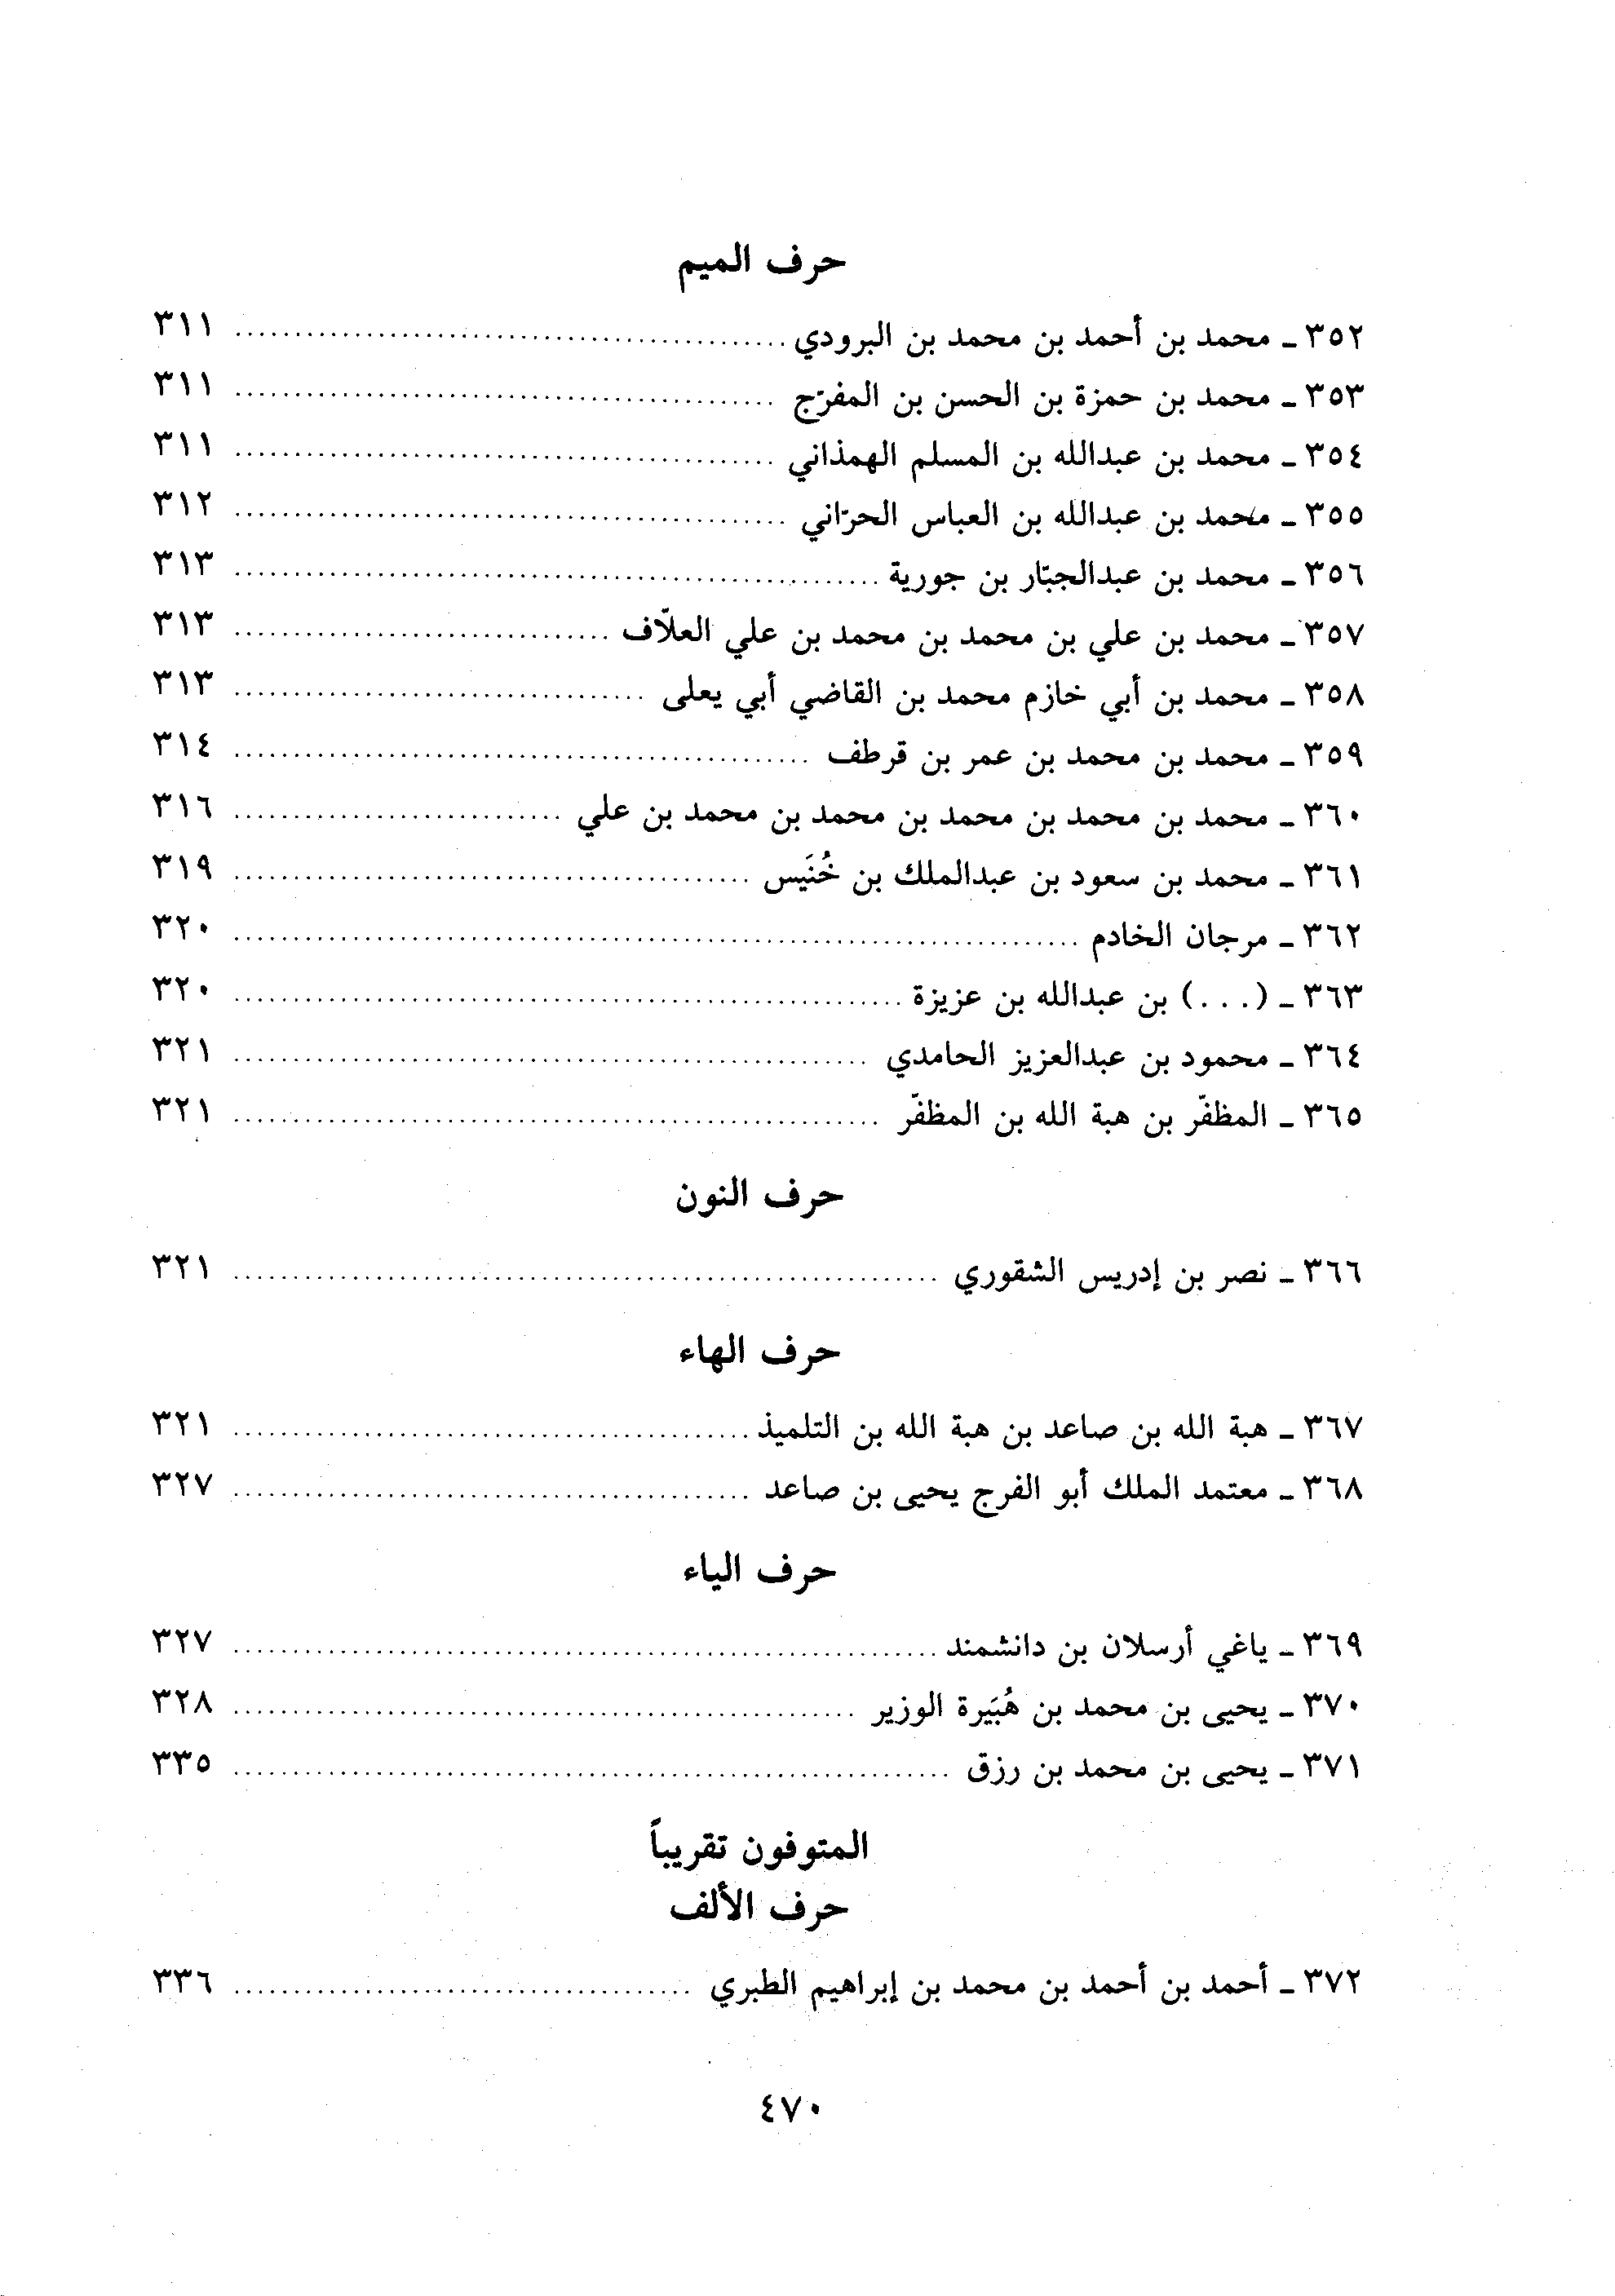 حرف الميم
٣٥٢ ـ محمد بن أحمد بن محمد بن البرودي ........ ٣١١
٣٥٣ ـ محمد بن حمزة بن الحسن بن المفرّج ........ ٣١١
٣٥٤ ـ محمد بن عبدالله بن المسلم الهمذاني ........ ٣١١
٣٥٥ ـ محمد بن عبدالله بن العباس الحرّاني ........ ٣١٢
٣٥٦ ـ محمد بن عبدالجبّار بن جورية ........ ٣١٣
٣٥٧ ـ محمد بن علي بن محمد بن محمد بن علي العلاّف ........ ٣١٣
٣٥٨ ـ محمد بن أبي خازم محمد بن القاضي أبي يعلى ........ ٣١٣
٣٥٩ ـ محمد بن محمد بن عمر بن قرطف ........ ٣١٤
٣٦٠ ـ محمد بن محمد بن محمد بن محمد بن محمد بن علي ........ ٣١٦
٣٦١ ـ محمد بن سعود بن عبدالملك بن خُنَيس ........ ٣١٩
٣٦٢ ـ مرجان الخادم ........ ٣٢٠
٣٦٣ ـ (. . .) بن عبدالله بن عزيزة ........ ٣٢٠
٣٦٤ ـ محمود بن عبدالعزيز الحامدي ........ ٣٢١
٣٦٥ ـ المظفّر بن هبة الله بن المظفّر ........ ٣٢١
حرف النون
٣٦٦ ـ نصر بن إدريس الشقوري ........ ٣٢١
حرف الهاء
٣٦٧ ـ هبة الله بن صاعد بن هبة الله بن التلميذ ........ ٣٢١
٣٦٨ ـ معتمد الملك أبو الفرج يحيى بن صاعد ........ ٣٢٧
حرف الياء
٣٦٩ ـ ياغي أرسلان بن دانشمند ........ ٣٢٧
٣٧٠ ـ يحيى بن محمد بن هُبَيرة الوزير ........ ٣٢٨
٣٧١ ـ يحيى بن محمد بن رزق ........ ٣٣٥
المتوفون تقريباً
حرف الألف
٣٧٢ ـ أحمد بن أحمد بن محمد بن إبراهيم الطبري ........ ٣٣٦
٤٧٠